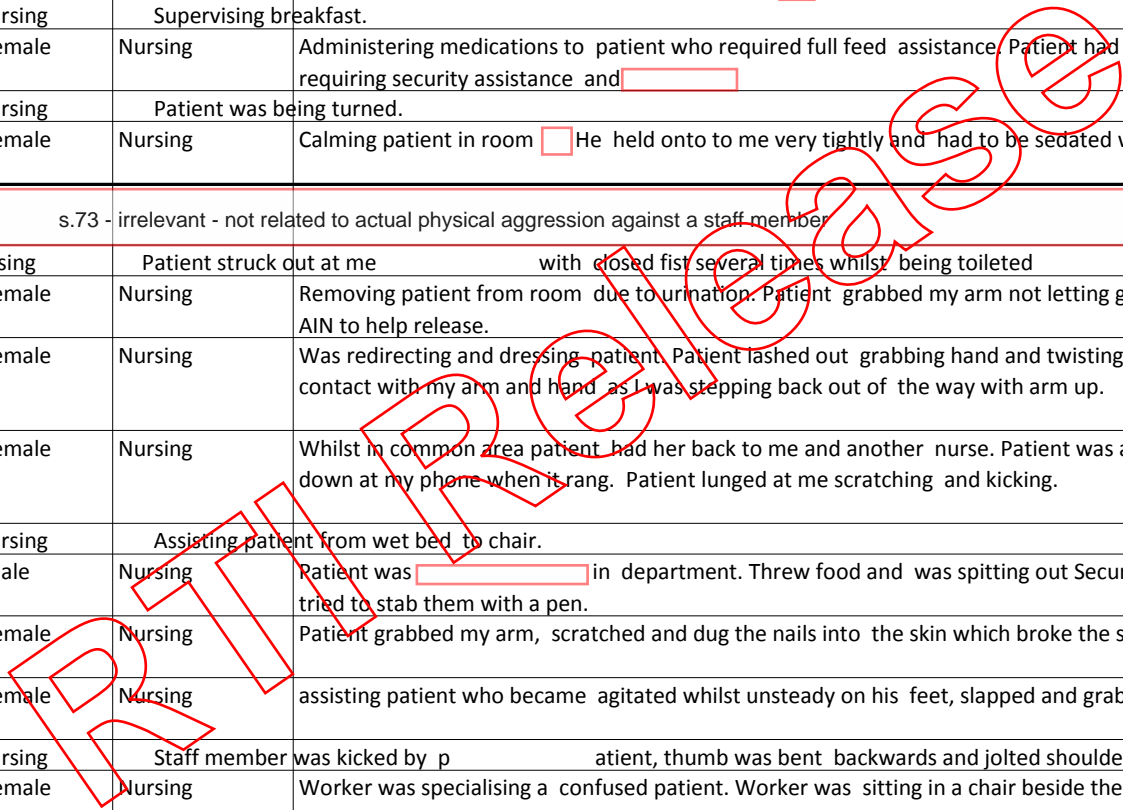 rsing Supervising breakfast.
emale Nursing Administering medications to patient who required full feed assistance. Patient had
requiring security assistance and
rsing Patient was being turned.
emale Nursing Calming patient in room He held onto to me very tightly and had to be sedated w
s.73 - irrelevant - not related to actual physical aggression against a staff member
sing Patient struck out at me with closed fist several times whilst being toileted
emale Nursing Removing patient from room due to urination. Patient grabbed my arm not letting g
AIN to help release.
emale Nursing Was redirecting and dressing patient. Patient lashed out grabbing hand and twisting
contact with my arm and hand as I was stepping back out of the way with arm up.
emale Nursing Whilst in common area patient had her back to me and another nurse. Patient was a
down at my phone when it rang. Patient lunged at me scratching and kicking.
rsing Assisting patient from wet bed to chair.
ale Nursing Patient was in department. Threw food and was spitting out Secur
tried to stab them with a pen.
emale Nursing Patient grabbed my arm, scratched and dug the nails into the skin which broke the s
emale Nursing assisting patient who became agitated whilst unsteady on his feet, slapped and grab
rsing Staff member was kicked by p atient, thumb was bent backwards and jolted shoulde
emale Nursing Worker was specialising a confused patient. Worker was sitting in a chair beside the
RTI Release